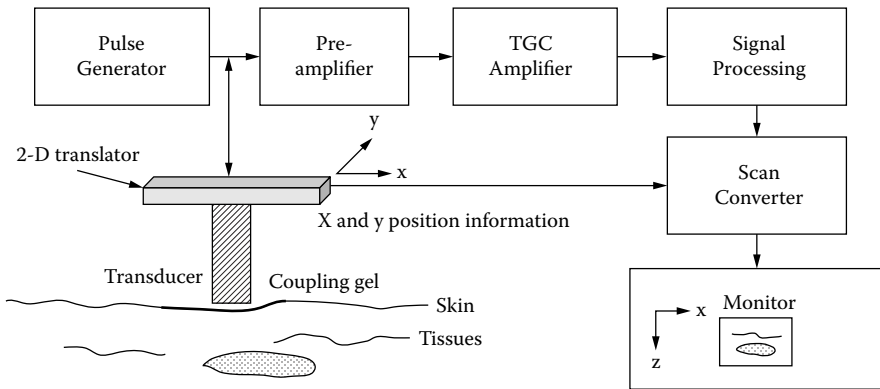 Pulse
Generator
Pre-
amplifier
TGC
Amplifier
Signal
Processing
2-D translator
y
x
X and y position information
Scan
Converter
Transducer
Coupling gel
Skin
Tissues
Monitor
x
z